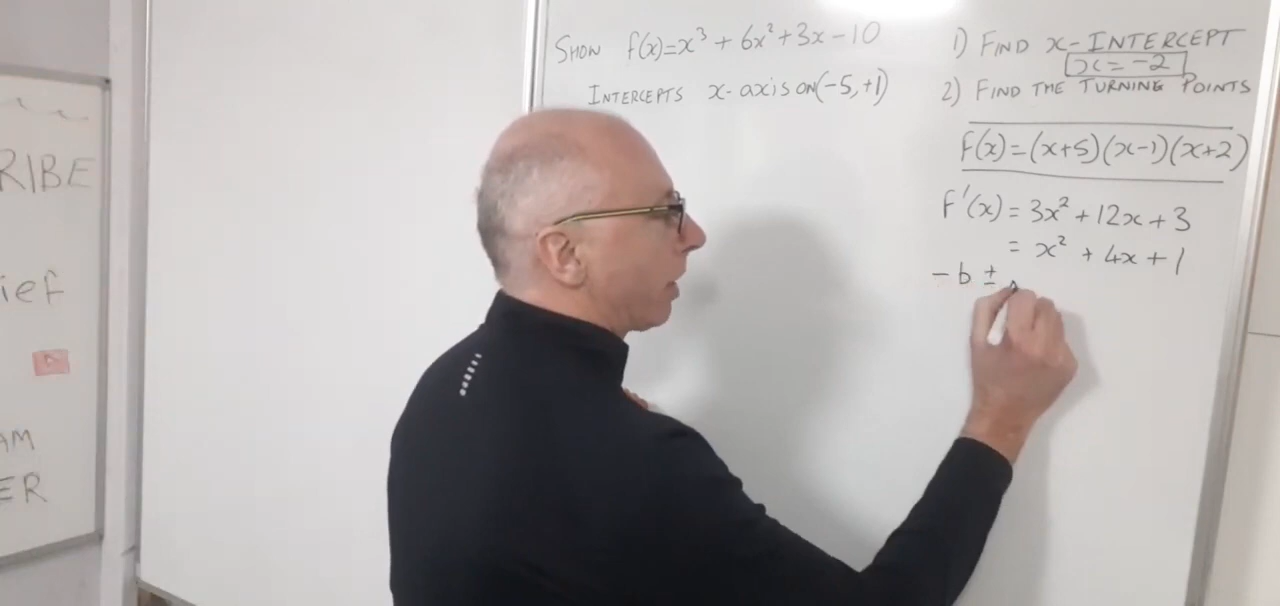 RIBE
ief
AM
ER
SHOW f(x)=x³ + 6x² + 3x - 10
INTERCEPTS x-axis on (-5, +1)
1) FIND x-INTERCEPT
x = -2
2) FIND THE TURNING POINTS
f(x) = (x+5)(x-1)(x+2)
f'(x) = 3x² + 12x + 3
= x² + 4x + 1
-b ±